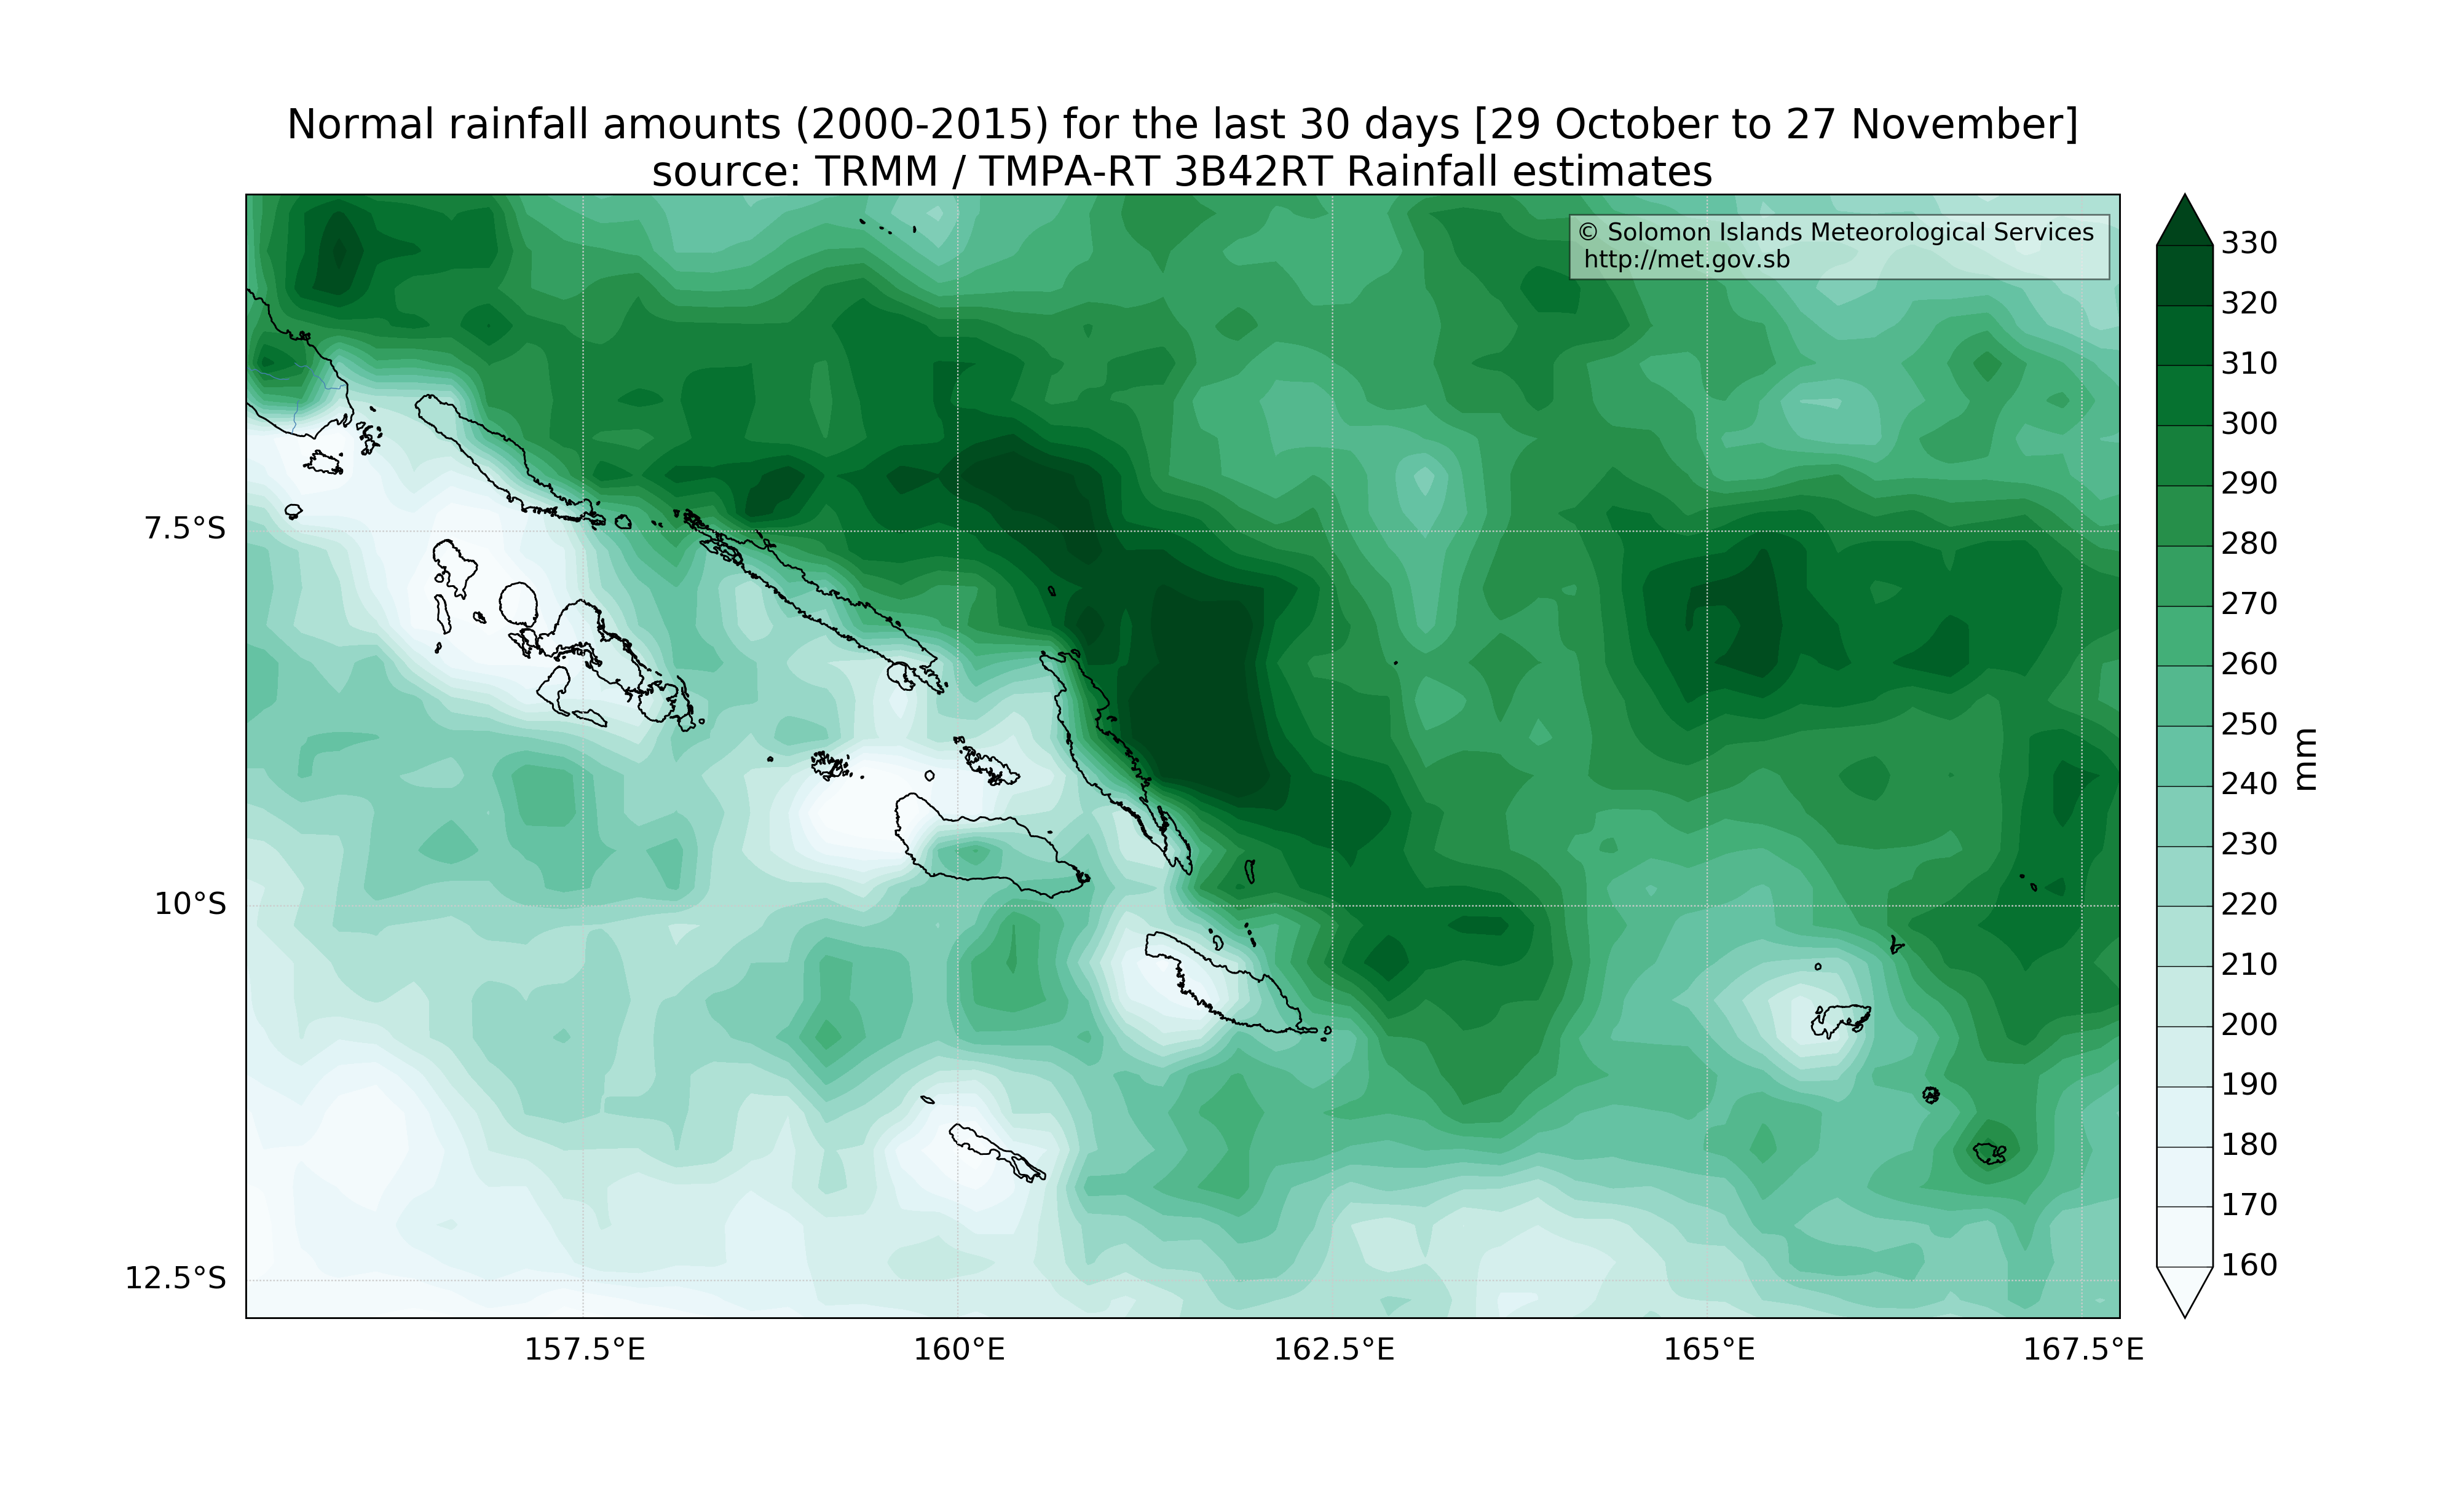 Normal rainfall amounts (2000-2015) for the last 30 days [29 October to 27 November]
source: TRMM / TMPA-RT 3B42RT Rainfall estimates
© Solomon Islands Meteorological Services
http://met.gov.sb
330
320
310
300
290
280
270
260
250
240
230
220
210
200
190
180
170
160
mm
7.5°S
10°S
12.5°S
157.5°E
160°E
162.5°E
165°E
167.5°E